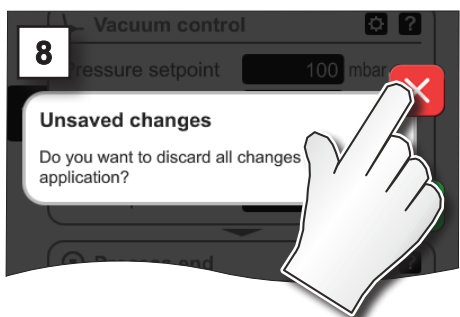 8
Vacuum control
?
Pressure setpoint 100 mbar
Unsaved changes
Do you want to discard all changes
application?